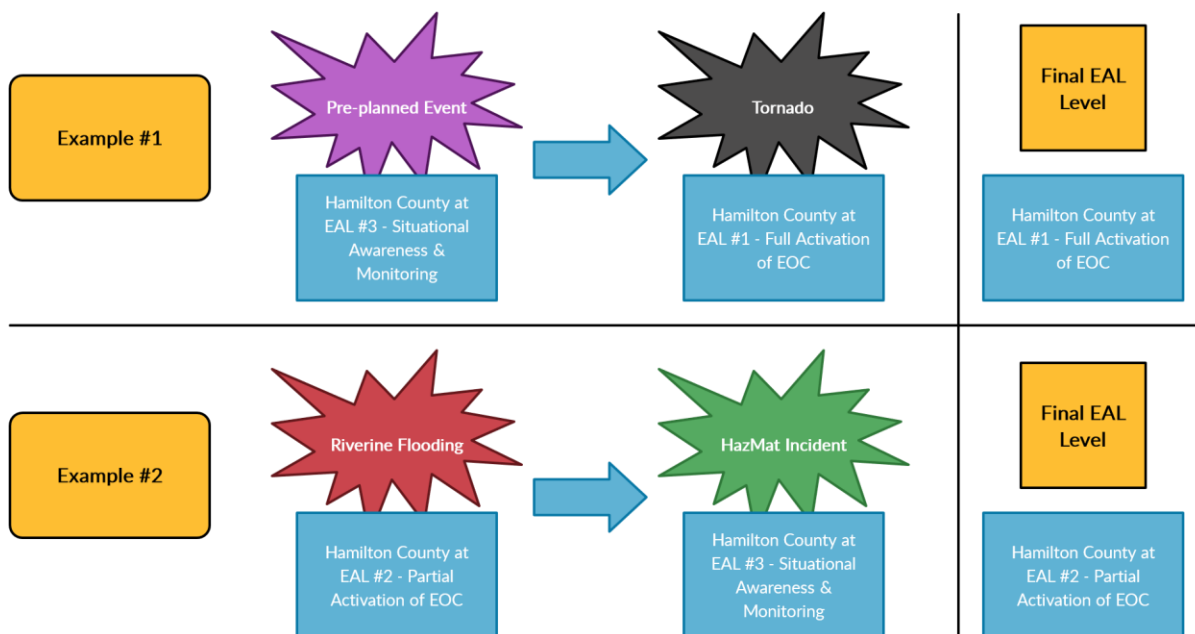 Example #1
Pre-planned Event
Hamilton County at
EAL #3 - Situational
Awareness &
Monitoring
Tornado
Hamilton County at
EAL #1 - Full Activation
of EOC
Final EAL
Level
Hamilton County at
EAL #1 - Full Activation
of EOC
Example #2
Riverine Flooding
Hamilton County at
EAL #2 - Partial
Activation of EOC
HazMat Incident
Hamilton County at
EAL #3 - Situational
Awareness &
Monitoring
Final EAL
Level
Hamilton County at
EAL #2 - Partial
Activation of EOC